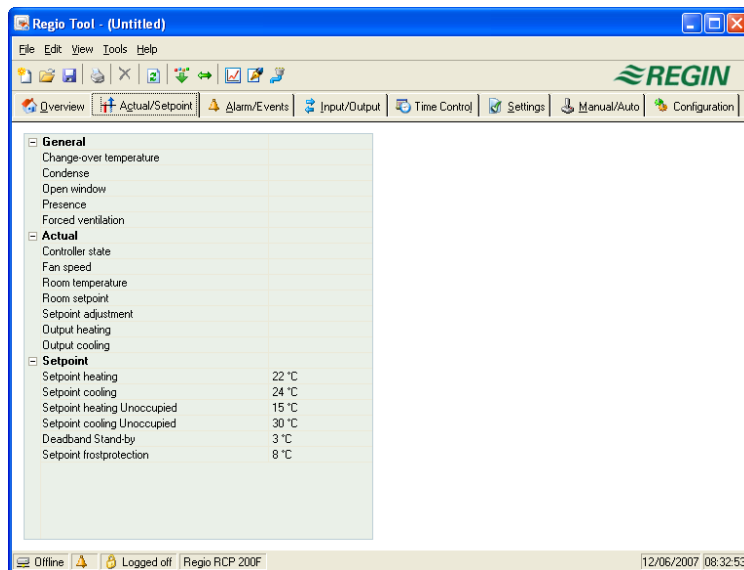 Regio Tool - (Untitled)
File Edit View Tools Help
REGIN
Overview Actual/Setpoint Alarm/Events Input/Output Time Control Settings Manual/Auto Configuration
General
Change-over temperature
Condense
Open window
Presence
Forced ventilation
Actual
Controller state
Fan speed
Room temperature
Room setpoint
Setpoint adjustment
Output heating
Output cooling
Setpoint
Setpoint heating 22 °C
Setpoint cooling 24 °C
Setpoint heating Unoccupied 15 °C
Setpoint cooling Unoccupied 30 °C
Deadband Stand-by 3 °C
Setpoint frostprotection 8 °C
Offline Logged off Regio RCP 200F 12/06/2007 08:32:53